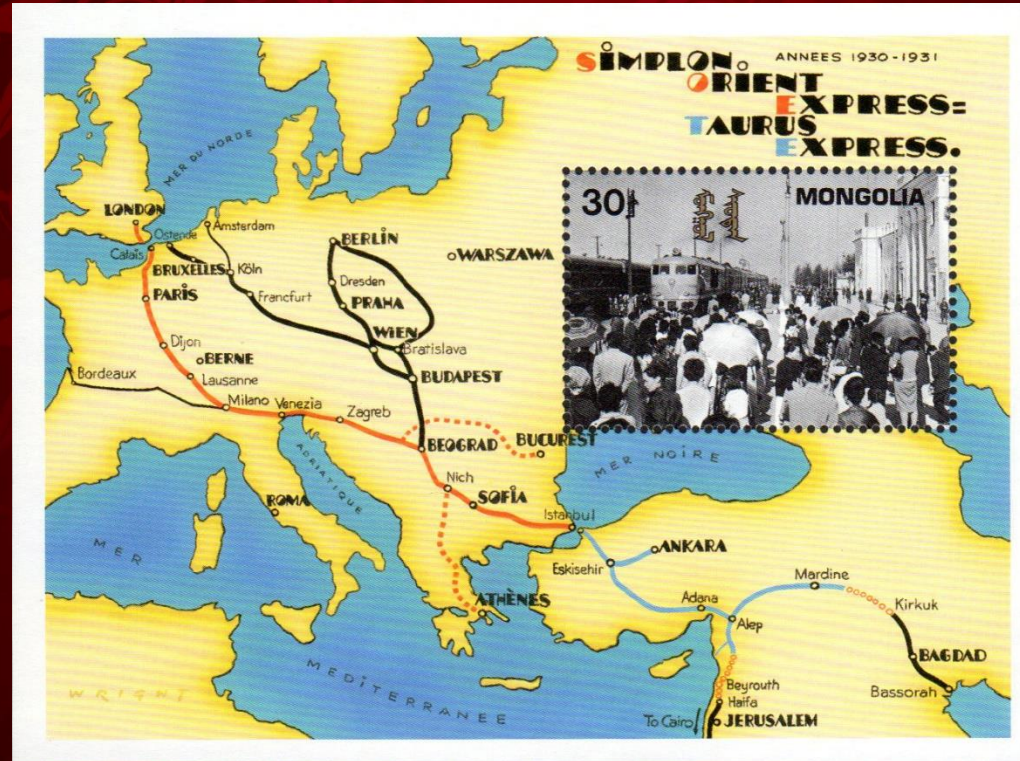 SIMPLON. ANNEES 1930-1931
ORIENT
EXPRESS=
TAURUS
EXPRESS.
30 MONGOLIA
MER DU NORDE
LONDON
Ostende
Amsterdam
Calais
BRUXELLES
Köln
BERLIN
WARSZAWA
PARIS
Francfurt
Dresden
PRAHA
WIEN
Bratislava
Dijon
BERNE
BUDAPEST
Bordeaux
Lausanne
Milano
Venezia
Zagreb
BEOGRAD
BUCUREST
MER NOIRE
ADRIATIQUE
Nich
SOFIA
ROMA
Istanbul
MER
ANKARA
Eskisehir
Mardine
ATHÈNES
Adana
Alep
Kirkuk
BAGDAD
MEDITERRANEE
Beyrouth
Bassorah
WRIGHT
Haifa
To Cairo
JERUSALEM